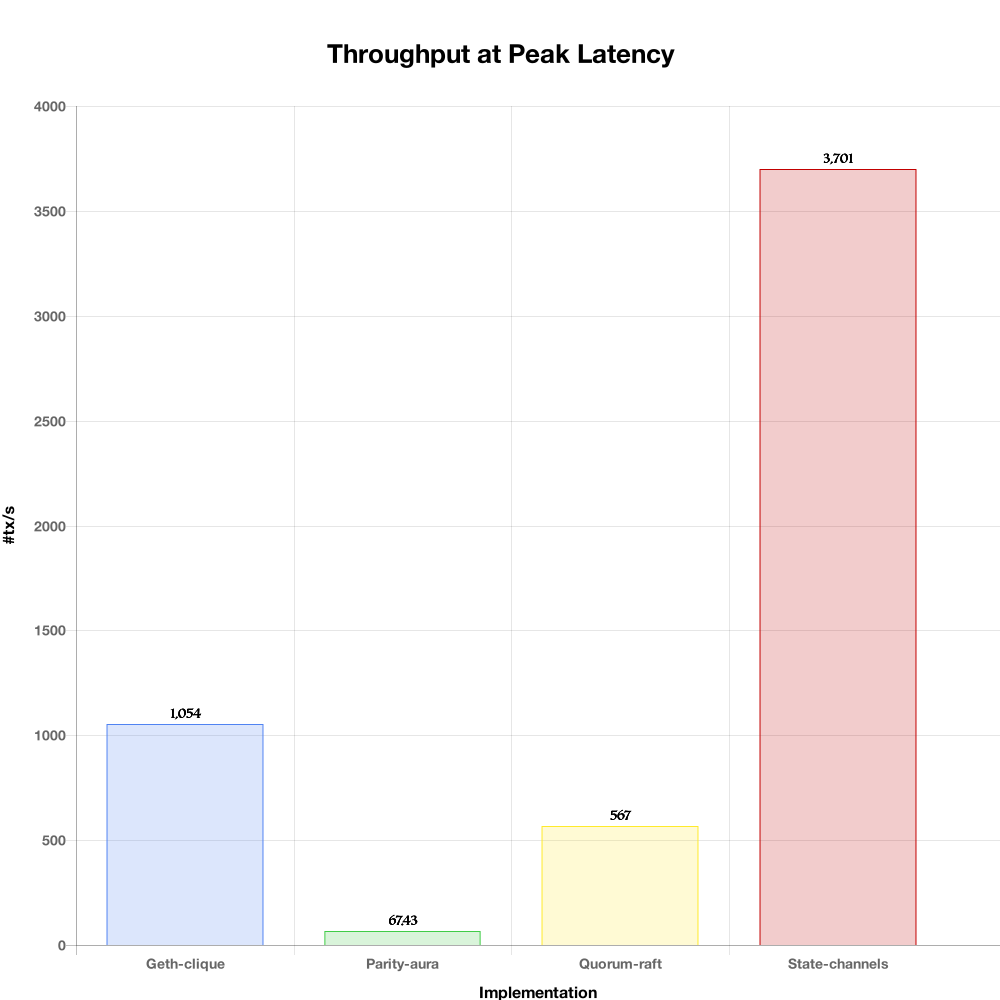 Throughput at Peak Latency
4000
3500
3000
2500
2000
1500
1000
500
0
#tx/s
3,701
1,054
567
67.43
Geth-clique
Parity-aura
Quorum-raft
State-channels
Implementation